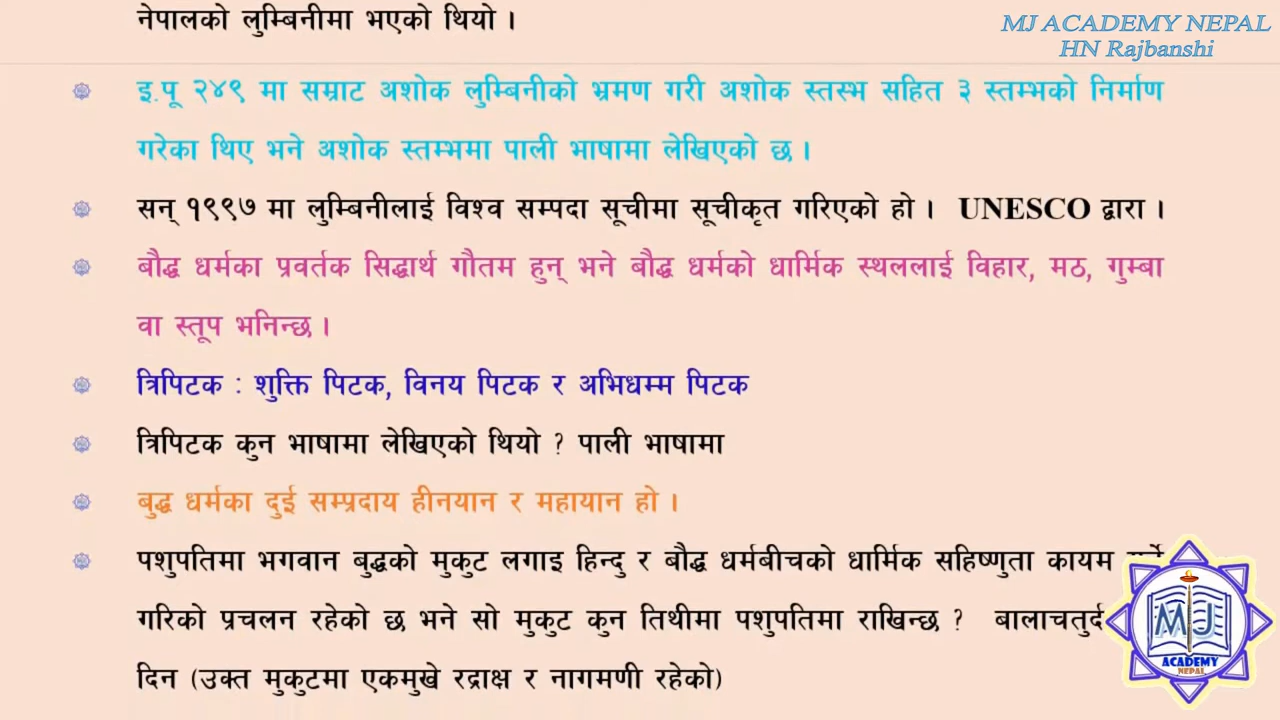 नेपालको लुम्बिनीमा भएको थियो ।
MJ ACADEMY NEPAL
HN Rajbanshi
इ.पू २४९ मा सम्राट अशोक लुम्बिनीको भ्रमण गरी अशोक स्तस्भ सहित ३ स्तम्भको निर्माण
गरेका थिए भने अशोक स्तम्भमा पाली भाषामा लेखिएको छ ।
सन् १९९७ मा लुम्बिनीलाई विश्व सम्पदा सूचीमा सूचीकृत गरिएको हो । UNESCO द्वारा ।
बौद्ध धर्मका प्रवर्तक सिद्धार्थ गौतम हुन् भने बौद्ध धर्मको धार्मिक स्थललाई विहार, मठ, गुम्बा
वा स्तूप भनिन्छ ।
त्रिपिटक : शुक्ति पिटक, विनय पिटक र अभिधम्म पिटक
त्रिपिटक कुन भाषामा लेखिएको थियो ? पाली भाषामा
बुद्ध धर्मका दुई सम्प्रदाय हीनयान र महायान हो ।
पशुपतिमा भगवान बुद्धको मुकुट लगाइ हिन्दु र बौद्ध धर्मबीचको धार्मिक सहिष्णुता कायम
गरिको प्रचलन रहेको छ भने सो मुकुट कुन तिथीमा पशुपतिमा राखिन्छ ?
दिन (उक्त मुकुटमा एकमुखे रद्राक्ष र नागमणी रहेको)
MJ
ACADEMY
NEPAL